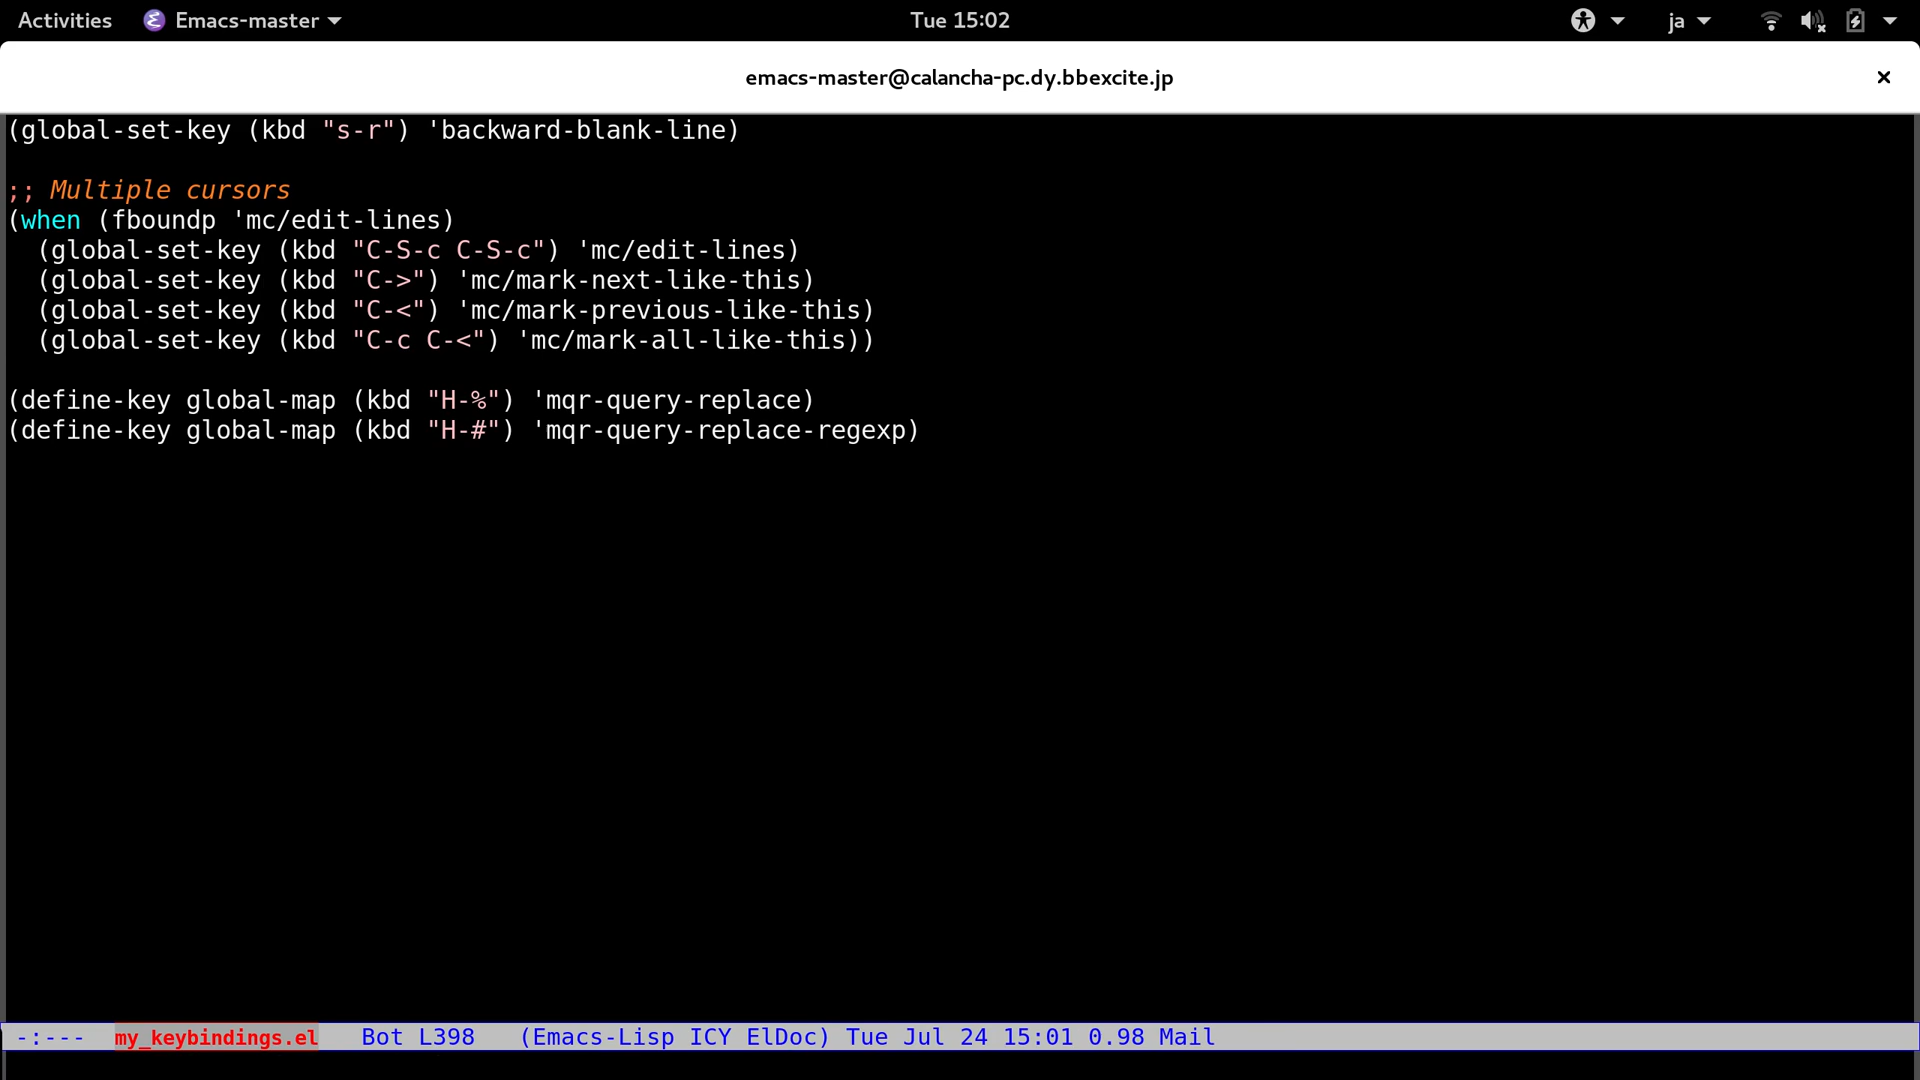 Activities Emacs-master Tue 15:02 ja
emacs-master@calancha-pc.dy.bbexcite.jp
(global-set-key (kbd "s-r") 'backward-blank-line)
;; Multiple cursors
(when (fboundp 'mc/edit-lines)
  (global-set-key (kbd "C-S-c C-S-c") 'mc/edit-lines)
  (global-set-key (kbd "C->") 'mc/mark-next-like-this)
  (global-set-key (kbd "C-<") 'mc/mark-previous-like-this)
  (global-set-key (kbd "C-c C-<") 'mc/mark-all-like-this))
(define-key global-map (kbd "H-%") 'mqr-query-replace)
(define-key global-map (kbd "H-#") 'mqr-query-replace-regexp)
-:--- my_keybindings.el Bot L398 (Emacs-Lisp ICY ElDoc) Tue Jul 24 15:01 0.98 Mail